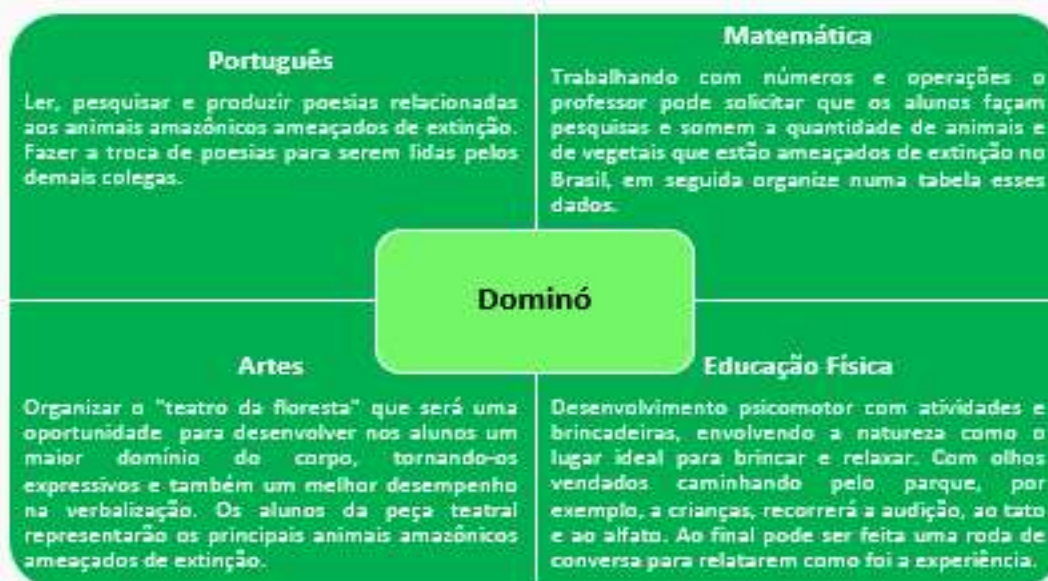 Português
Ler, pesquisar e produzir poesias relacionadas
aos animais amazônicos ameaçados de extinção.
Fazer a troca de poesias para serem lidas pelos
demais colegas.
Matemática
Trabalhando com números e operações o
professor pode solicitar que os alunos façam
pesquisas e somem a quantidade de animais e
de vegetais que estão ameaçados de extinção no
Brasil, em seguida organize numa tabela esses
dados.
Dominó
Artes
Organizar o "teatro da floresta" que será uma
oportunidade para desenvolver nos alunos um
maior domínio do corpo, tornando-os
expressivos e também um melhor desempenho
na verbalização. Os alunos da peça teatral
representarão os principais animais amazônicos
ameaçados de extinção.
Educação Física
Desenvolvimento psicomotor com atividades e
brincadeiras, envolvendo a natureza como o
lugar ideal para brincar e relaxar. Com olhos
vendados caminhando pelo parque, por
exemplo, a crianças, recorrerá a audição, ao tato
e ao alfato. Ao final pode ser feita uma roda de
conversa para relatarem como foi a experiência.